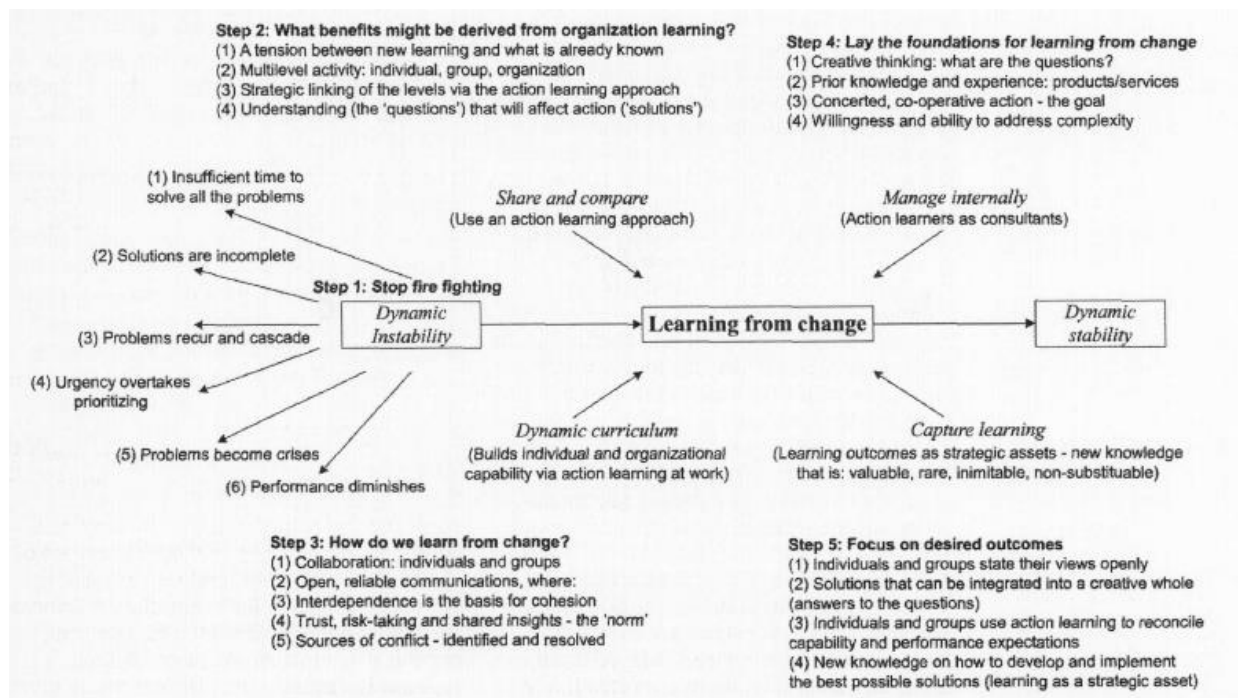 Step 2: What benefits might be derived from organization learning?
(1) A tension between new learning and what is already known
(2) Multilevel activity: individual, group, organization
(3) Strategic linking of the levels via the action learning approach
(4) Understanding (the 'questions') that will affect action ('solutions')
Step 4: Lay the foundations for learning from change
(1) Creative thinking: what are the questions?
(2) Prior knowledge and experience: products/services
(3) Concerted, co-operative action - the goal
(4) Willingness and ability to address complexity
(1) Insufficient time to
solve all the problems
(2) Solutions are incomplete
Step 1: Stop fire fighting
Dynamic
Instability
(3) Problems recur and cascade
(4) Urgency overtakes
prioritizing
(5) Problems become crises
(6) Performance diminishes
Share and compare
(Use an action learning approach)
Manage internally
(Action learners as consultants)
Learning from change
Dynamic
stability
Dynamic curriculum
(Builds individual and organizational
capability via action learning at work)
Capture learning
(Learning outcomes as strategic assets - new knowledge
that is: valuable, rare, inimitable, non-substituable)
Step 3: How do we learn from change?
(1) Collaboration: individuals and groups
(2) Open, reliable communications, where:
(3) Interdependence is the basis for cohesion
(4) Trust, risk-taking and shared insights - the 'norm'
(5) Sources of conflict - identified and resolved
Step 5: Focus on desired outcomes
(1) Individuals and groups state their views openly
(2) Solutions that can be integrated into a creative whole
(answers to the questions)
(3) Individuals and groups use action learning to reconcile
capability and performance expectations
(4) New knowledge on how to develop and implement
the best possible solutions (learning as a strategic asset)